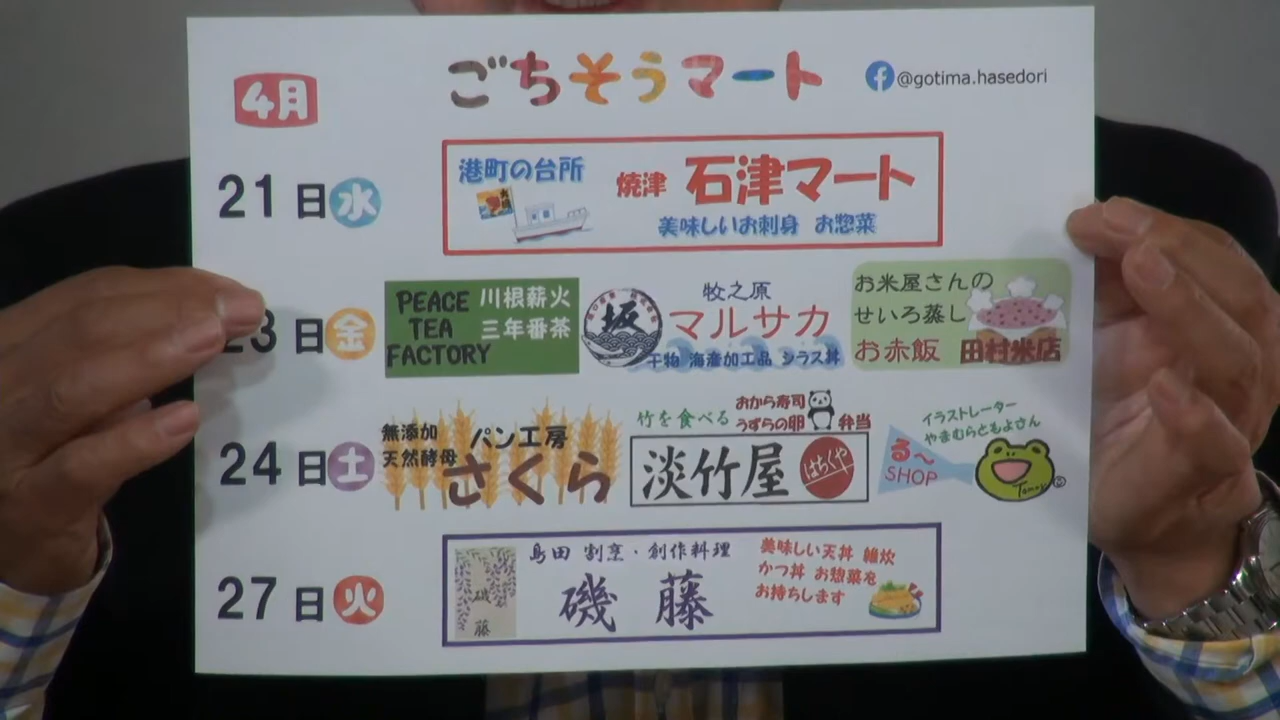 4月
ごちそうマート
@gotima.hasedori
21日水
港町の台所
焼津 石津マート
美味しいお刺身 お惣菜
23日金
PEACE
TEA
FACTORY
川根薪火
三年番茶
坂
牧之原
マルサカ
干物 海産加工品 シラス丼
お米屋さんの
せいろ蒸し
お赤飯 田村米店
24日土
無添加
天然酵母
パン工房
さくら
竹を食べる
おから寿司
うずらの卵
弁当
淡竹屋
はちくや
イラストレーター
やまむらともよさん
る〜
SHOP
Tomoy
27日火
磯
藤
島田 割烹・創作料理
磯 藤
美味しい天丼 雑炊
かつ丼 お惣菜を
お持ちします